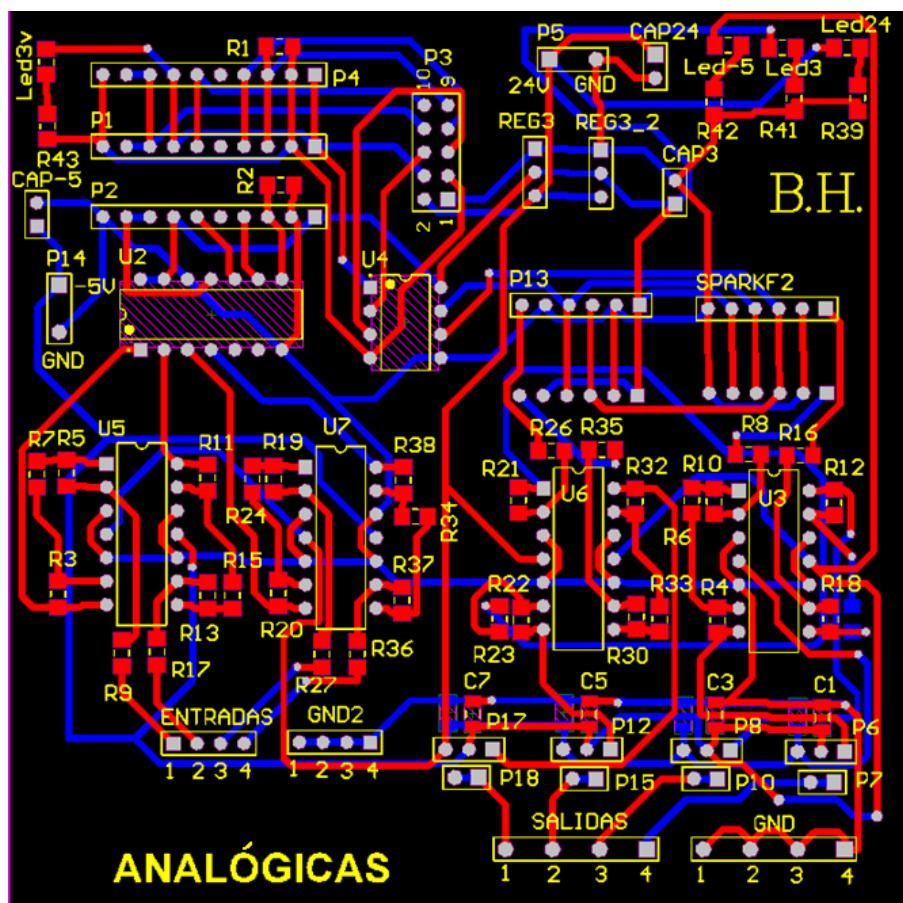 Led3v
R1
P3
P5
CAP24
Led24
10
9
P4
24V
GND
Led-5
Led3
P1
REG3
REG3_2
R42
R41
R39
R43
CAP3
CAP-5
P2
R2
2
1
B.H.
P14
U2
U4
-5V
P13
SPARKF2
GND
R7
R5
U5
R11
R19
U7
R38
R26
R35
R8
R16
R21
U6
R32
R10
U3
R12
R24
R34
R6
R3
R15
R37
R22
R33
R4
R18
R13
R20
R23
R30
R9
R17
R27
R36
C7
C5
C3
C1
ENTRADAS
GND2
P17
P12
P8
P6
1 2 3 4
1 2 3 4
P18
P15
P10
P7
SALIDAS
GND
1 2 3 4
1 2 3 4
ANALÓGICAS